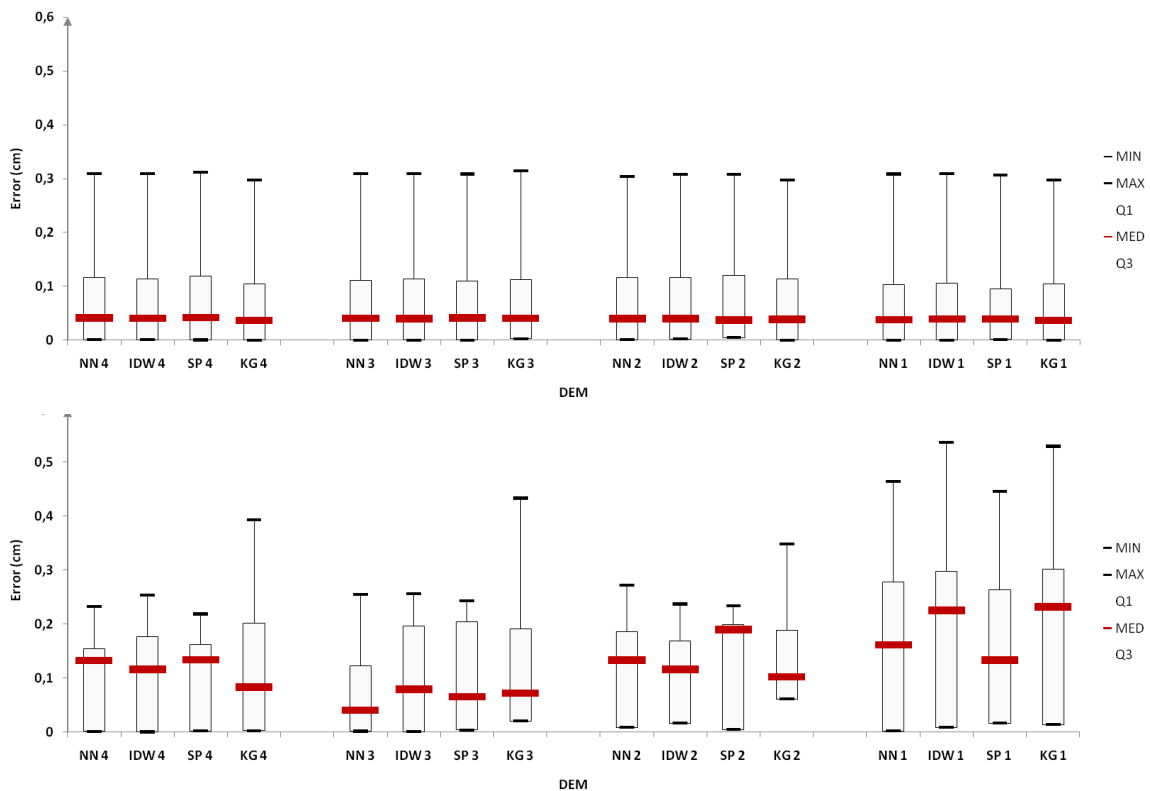 0,6
0,5
0,4
0,3
0,2
0,1
0
Error (cm)
NN 4 IDW 4 SP 4 KG 4 NN 3 IDW 3 SP 3 KG 3 NN 2 IDW 2 SP 2 KG 2 NN 1 IDW 1 SP 1 KG 1
DEM
MIN
MAX
Q1
MED
Q3
0,5
0,4
0,3
0,2
0,1
0
Error (cm)
NN 4 IDW 4 SP 4 KG 4 NN 3 IDW 3 SP 3 KG 3 NN 2 IDW 2 SP 2 KG 2 NN 1 IDW 1 SP 1 KG 1
DEM
MIN
MAX
Q1
MED
Q3